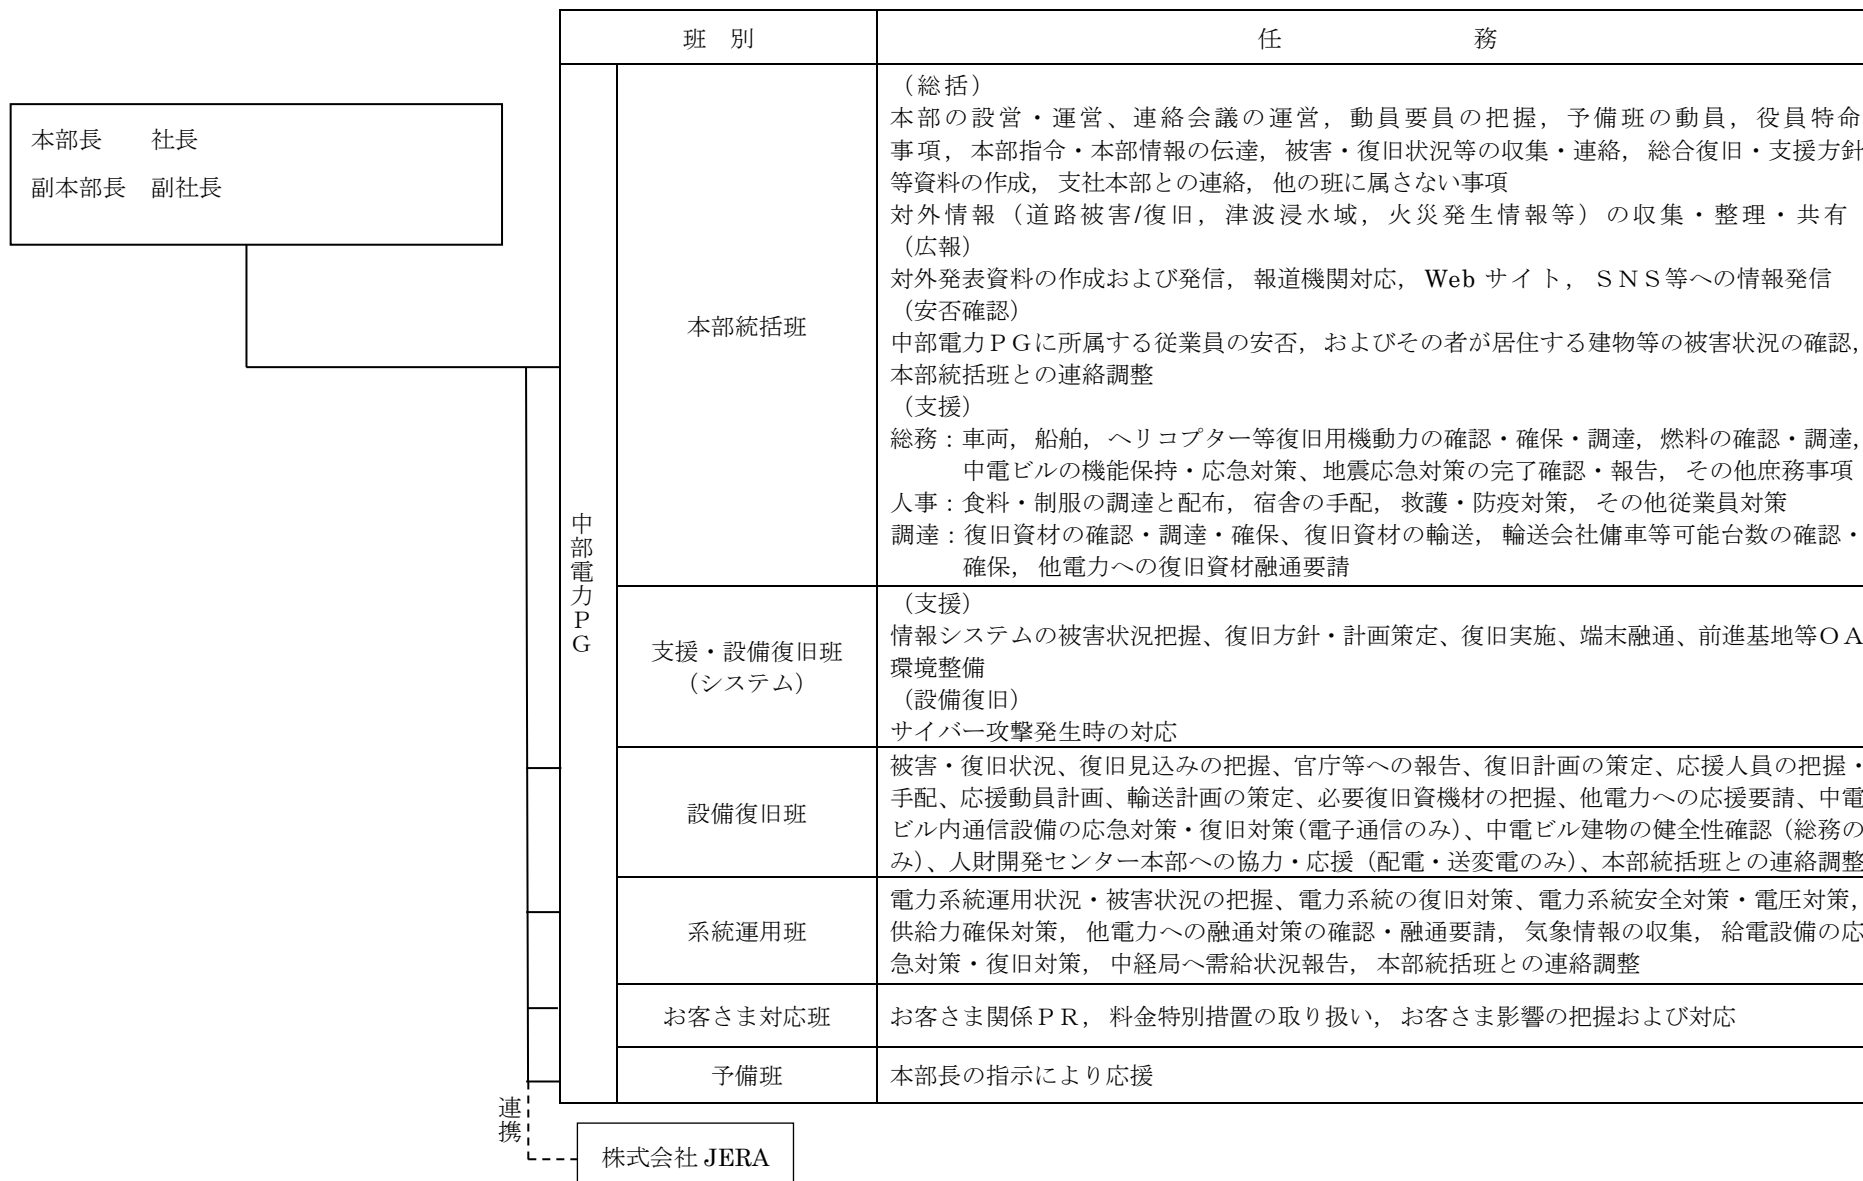 班 別
任 務
本部長 社長
副本部長 副社長
中部電力PG
本部統括班
（総括）
本部の設営・運営、連絡会議の運営，動員要員の把握，予備班の動員，役員特命
事項，本部指令・本部情報の伝達，被害・復旧状況等の収集・連絡，総合復旧・支援方針
等資料の作成，支社本部との連絡，他の班に属さない事項
対外情報（道路被害/復旧，津波浸水域，火災発生情報等）の収集・整理・共有
（広報）
対外発表資料の作成および発信，報道機関対応，Web サイト，ＳＮＳ等への情報発信
（安否確認）
中部電力ＰＧに所属する従業員の安否，およびその者が居住する建物等の被害状況の確認，
本部統括班との連絡調整
（支援）
総務：車両，船舶，ヘリコプター等復旧用機動力の確認・確保・調達，燃料の確認・調達，
中電ビルの機能保持・応急対策、地震応急対策の完了確認・報告，その他庶務事項
人事：食料・制服の調達と配布，宿舎の手配，救護・防疫対策，その他従業員対策
調達：復旧資材の確認・調達・確保、復旧資材の輸送，輸送会社傭車等可能台数の確認・
確保，他電力への復旧資材融通要請
支援・設備復旧班
（システム）
（支援）
情報システムの被害状況把握、復旧方針・計画策定、復旧実施、端末融通、前進基地等ＯＡ
環境整備
（設備復旧）
サイバー攻撃発生時の対応
設備復旧班
被害・復旧状況、復旧見込みの把握、官庁等への報告、復旧計画の策定、応援人員の把握・
手配、応援動員計画、輸送計画の策定、必要復旧資機材の把握、他電力への応援要請、中電
ビル内通信設備の応急対策・復旧対策（電子通信のみ）、中電ビル建物の健全性確認（総務の
み）、人財開発センター本部への協力・応援（配電・送変電のみ）、本部統括班との連絡調整
系統運用班
電力系統運用状況・被害状況の把握、電力系統の復旧対策、電力系統安全対策・電圧対策，
供給力確保対策，他電力への融通対策の確認・融通要請，気象情報の収集，給電設備の応
急対策・復旧対策，中経局へ需給状況報告，本部統括班との連絡調整
お客さま対応班
お客さま関係ＰＲ，料金特別措置の取り扱い，お客さま影響の把握および対応
予備班
本部長の指示により応援
連携
株式会社 JERA